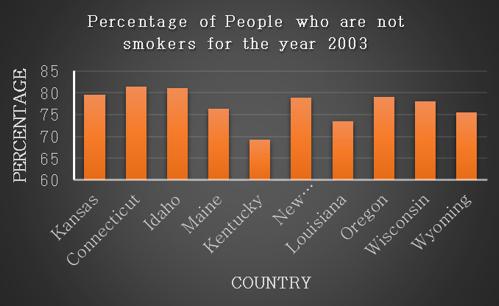 Percentage of People who are not
smokers for the year 2003
PERCENTAGE
85
80
75
70
65
60
Kansas
Connecticut
Idaho
Maine
Kentucky
New...
Louisiana
Oregon
Wisconsin
Wyoming
COUNTRY